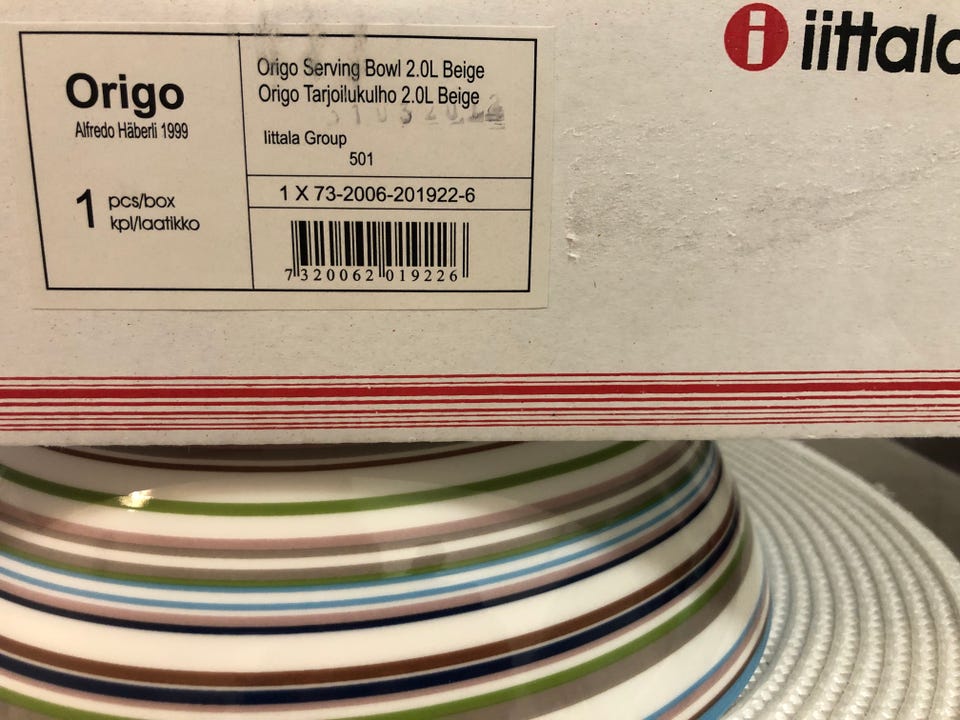 iittala
Origo
Alfredo Häberli 1999
1 pcs/box
kpl/laatikko
Origo Serving Bowl 2.0L Beige
Origo Tarjoilukulho 2.0L Beige
Iittala Group
501
1 X 73-2006-201922-6
7 320062 019226